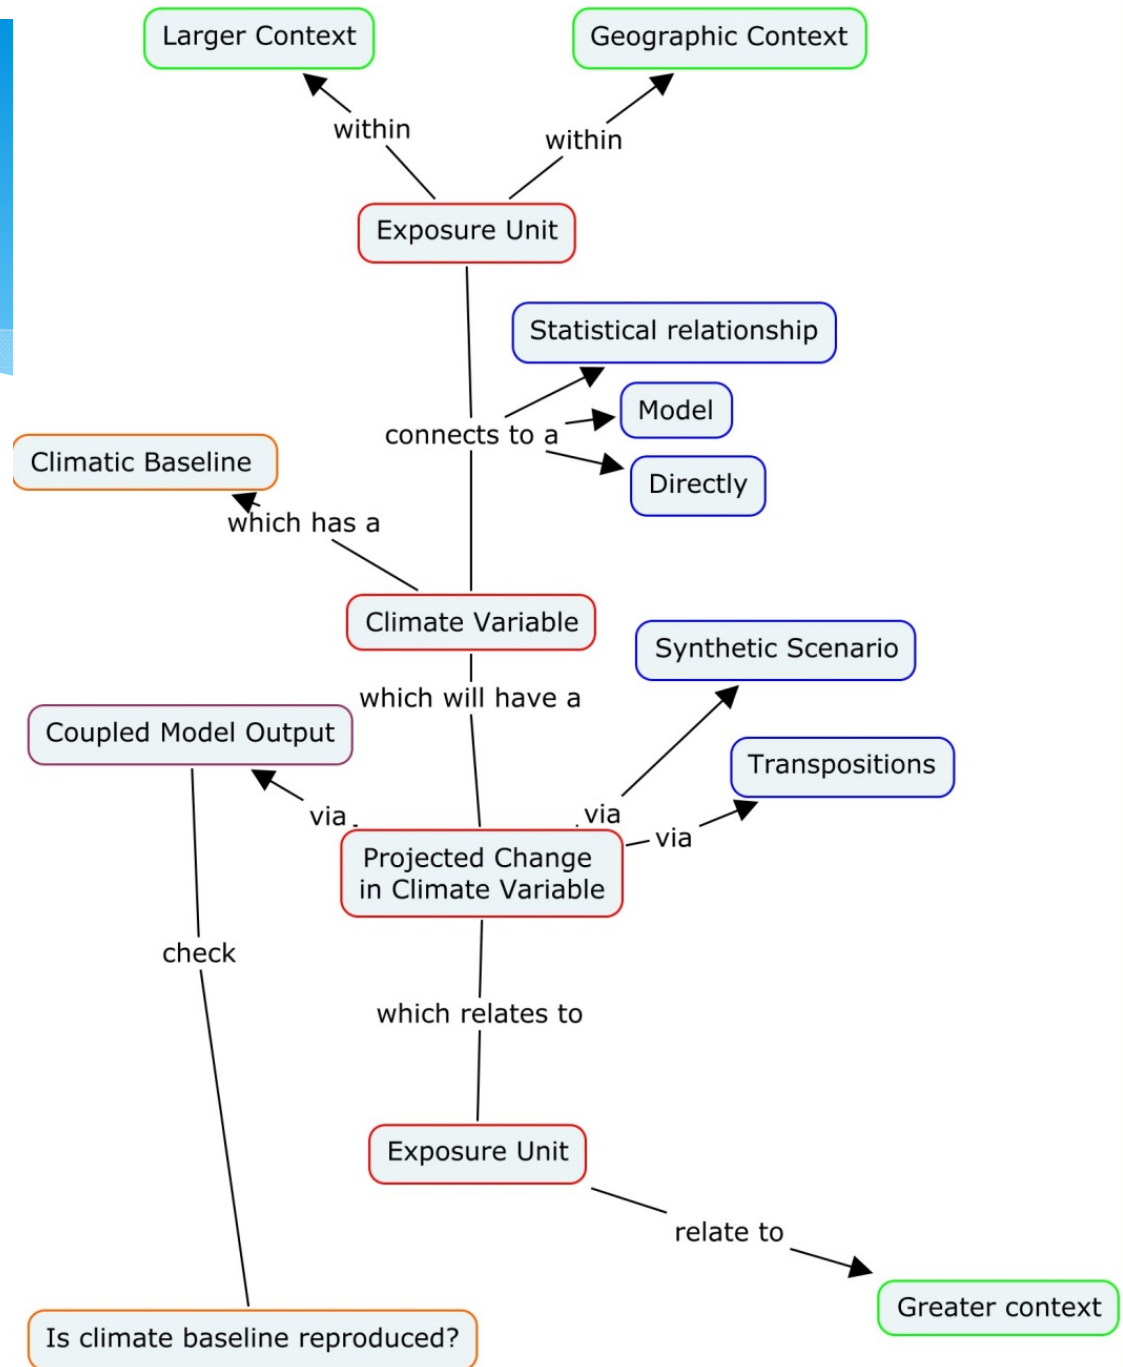 Larger Context
Geographic Context
within
within
Exposure Unit
Statistical relationship
Model
connects to a
Directly
Climatic Baseline
which has a
Climate Variable
Synthetic Scenario
which will have a
Coupled Model Output
Transpositions
via
via
via
Projected Change
in Climate Variable
check
which relates to
Exposure Unit
relate to
Greater context
Is climate baseline reproduced?